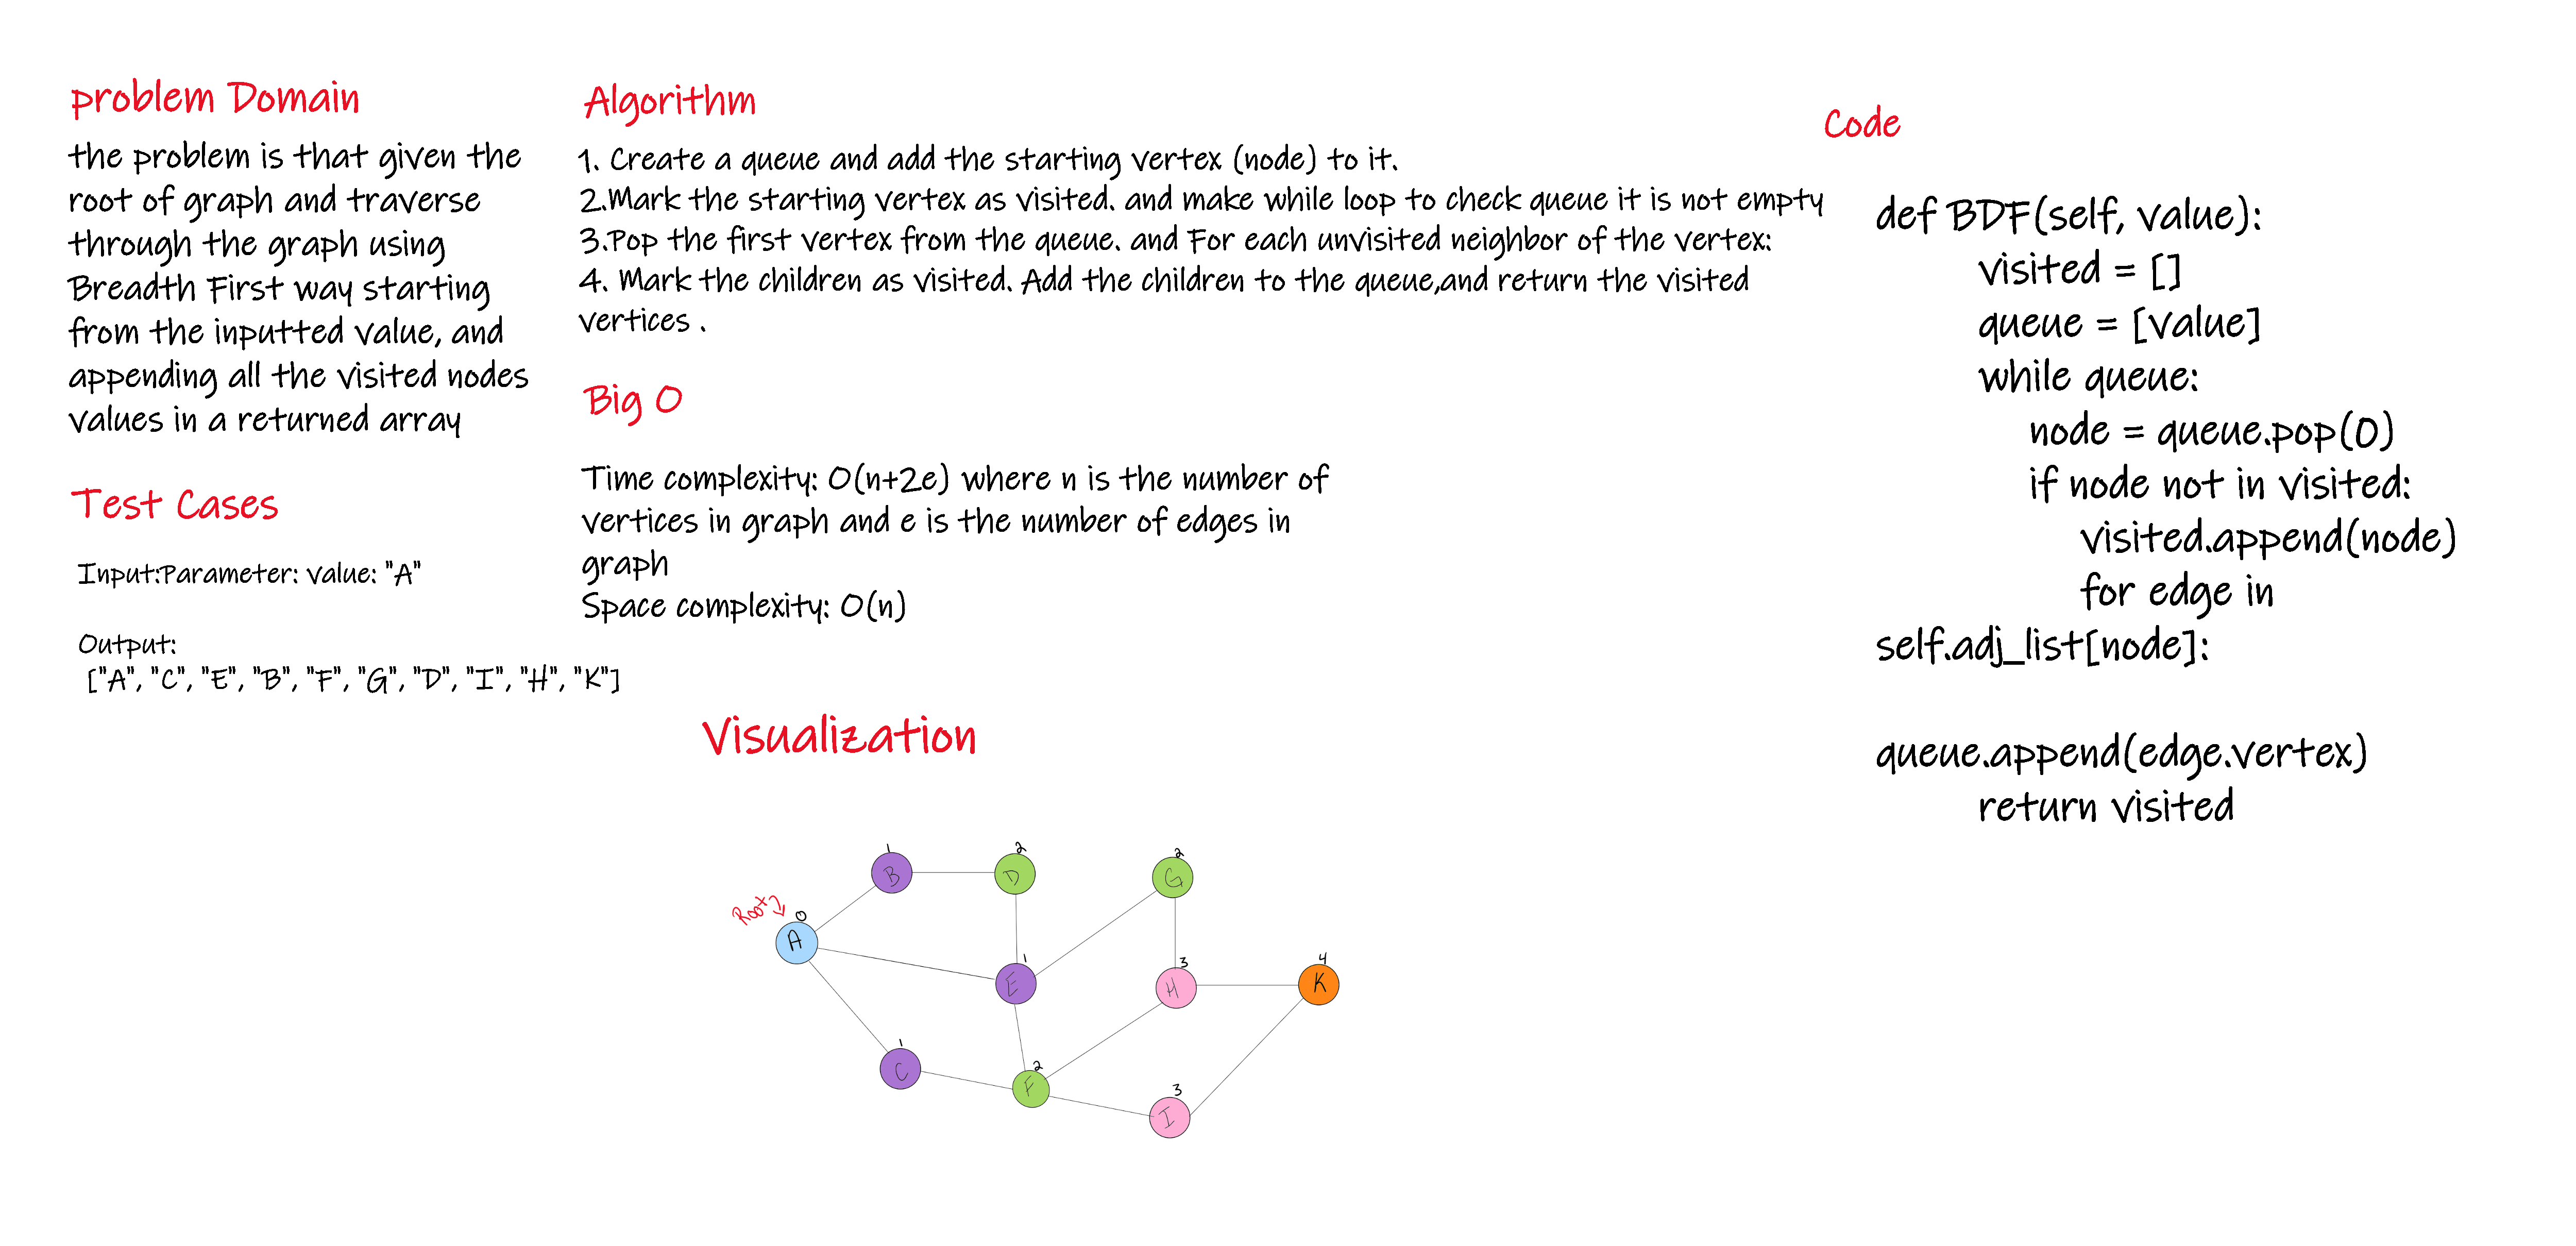 problem Domain
the problem is that given the
root of graph and traverse
through the graph using
Breadth First way starting
from the inputted value, and
appending all the visited nodes
values in a returned array
Test Cases
Input:Parameter: value: "A"
Output:
["A", "C", "E", "B", "F", "G", "D", "I", "H", "K"]
Algorithm
1. Create a queue and add the starting vertex (node) to it.
2.Mark the starting vertex as visited. and make while loop to check queue it is not empty
3.Pop the first vertex from the queue. and For each unvisited neighbor of the vertex:
4. Mark the children as visited. Add the children to the queue,and return the visited
vertices .
Big O
Time complexity: O(n+2e) where n is the number of
vertices in graph and e is the number of edges in
graph
Space complexity: O(n)
Code
def BDF(self, value):
visited = []
queue = [value]
while queue:
node = queue.pop(0)
if node not in visited:
visited.append(node)
for edge in
self.adj_list[node]:
queue.append(edge.vertex)
return visited
Visualization
Root
0
A
1
B
2
D
2
G
1
E
3
H
4
K
1
C
2
F
3
I